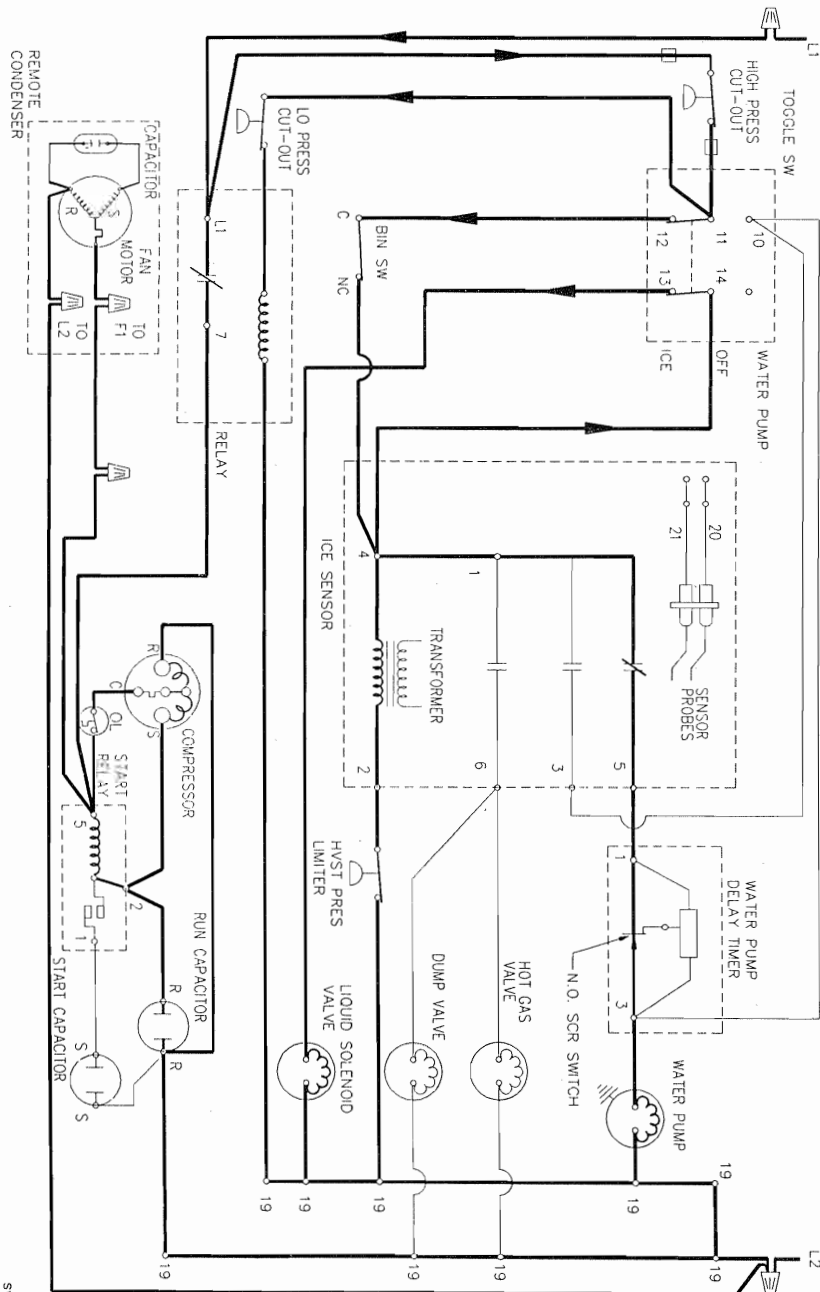 L1
TOGGLE SW
HIGH PRESS
CUT-OUT
10
11
12
14
13
WATER PUMP
OFF
ICE
LO PRESS
CUT-OUT
C
BIN SW
NC
L1
7
RELAY
REMOTE
CONDENSER
CAPACITOR
S
R
FAN
MOTOR
TO
F1
TO
L2
20
21
SENSOR
PROBES
ICE SENSOR
4
1
TRANSFORMER
5
3
6
2
WATER PUMP
DELAY TIMER
1
3
N.O. SCR SWITCH
WATER PUMP
HOT GAS
VALVE
DUMP VALVE
HVST PRES
LIMITER
LIQUID SOLENOID
VALVE
R
C
S
COMPRESSOR
OL
START
RELAY
5
2
1
RUN CAPACITOR
R
R
START CAPACITOR
S
S
19
19
19
19
19
19
19
19
19
L2